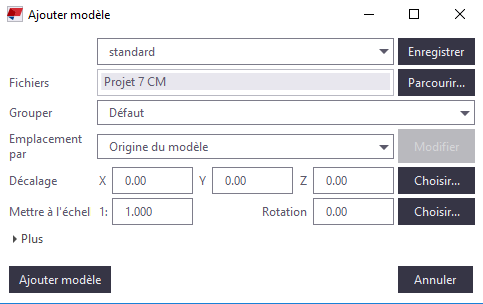 Ajouter modèle
standard Enregistrer
Fichiers Projet 7 CM Parcourir...
Grouper Défaut
Emplacement par Origine du modèle Modifier
Décalage X 0.00 Y 0.00 Z 0.00 Choisir...
Mettre à l'échel 1: 1.000 Rotation 0.00 Choisir...
Plus
Ajouter modèle Annuler